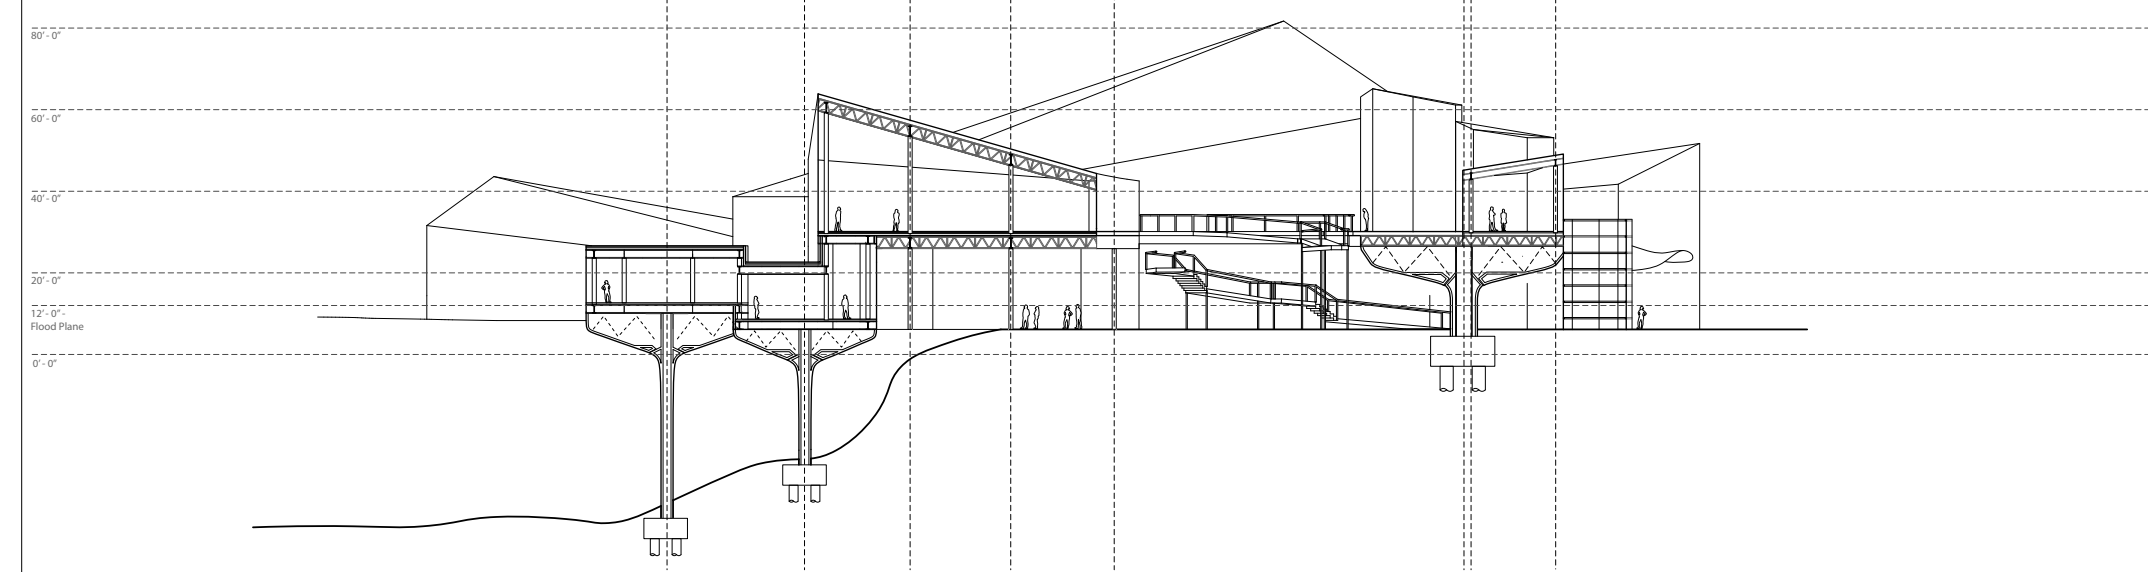 80' - 0"
60' - 0"
40' - 0"
20' - 0"
12' - 0" -
Flood Plane
0' - 0"